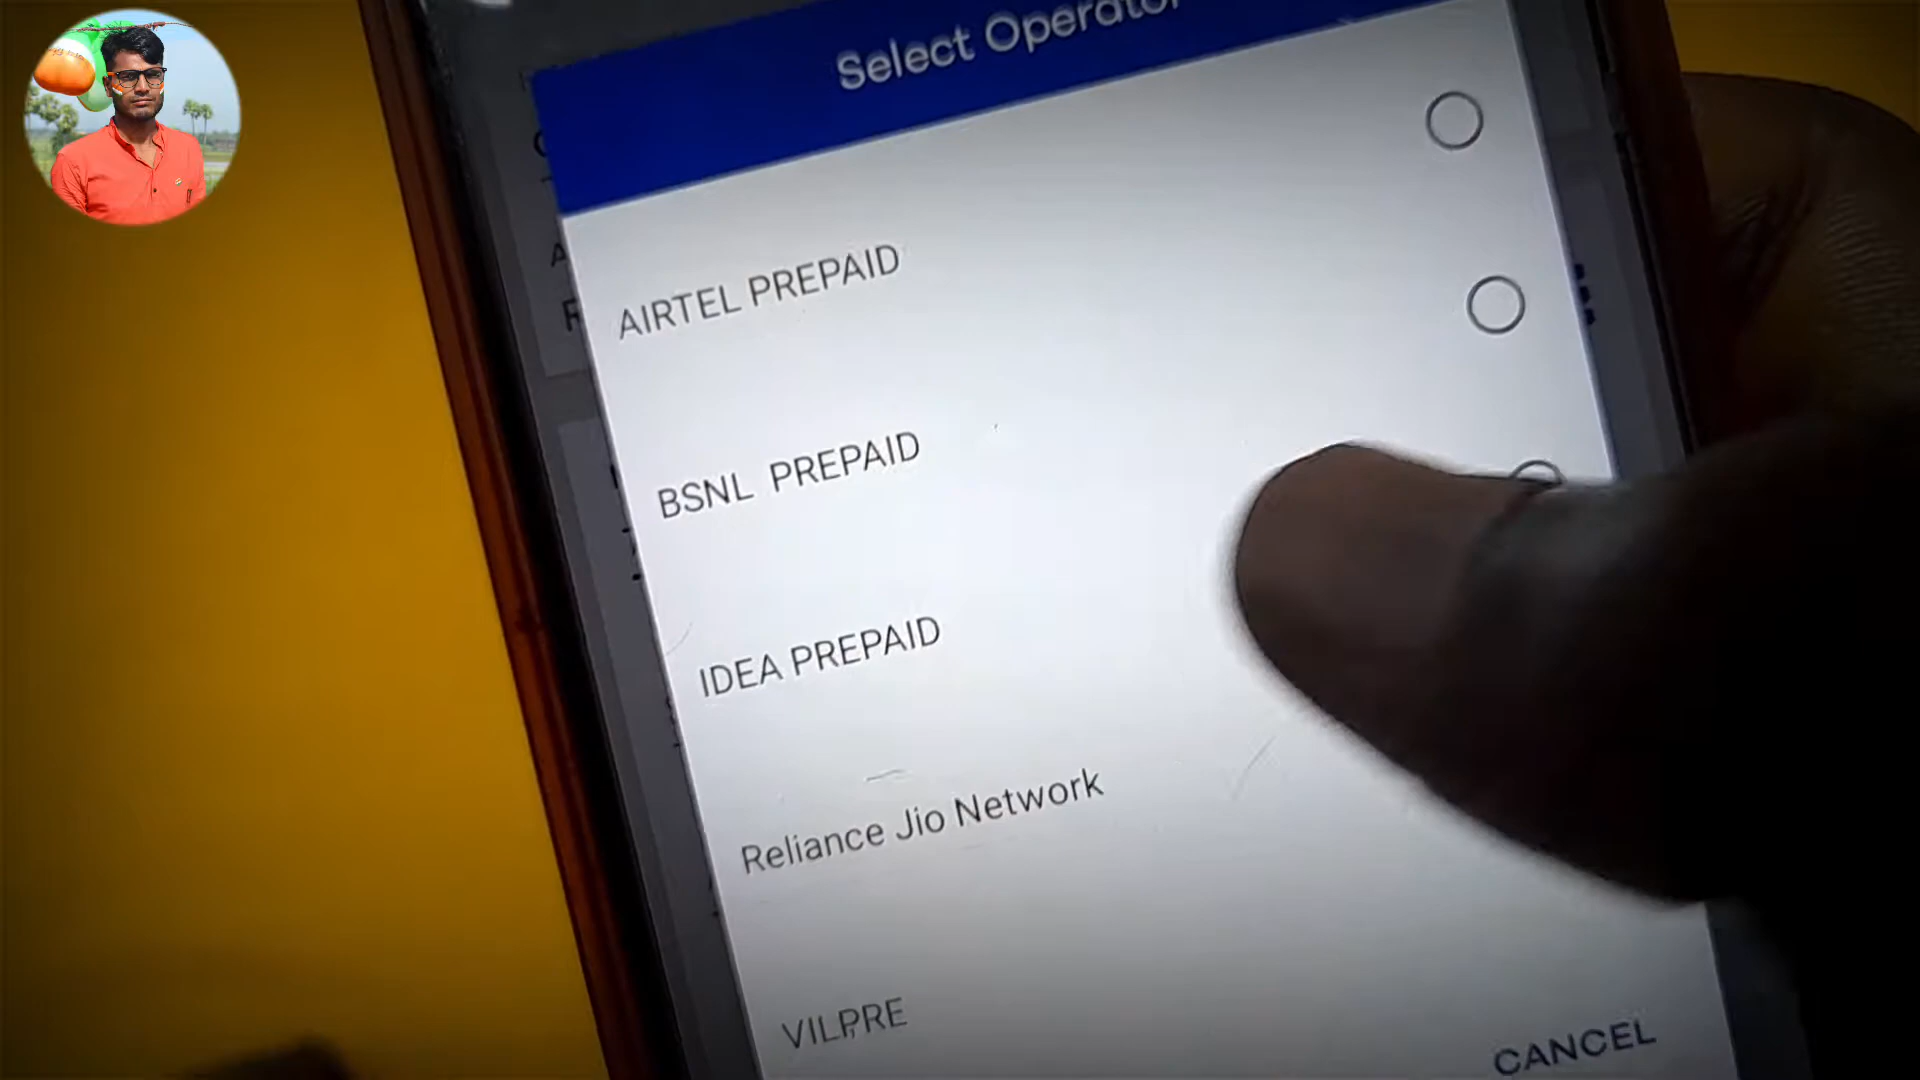 Select Operator
AIRTEL PREPAID
BSNL  PREPAID
IDEA PREPAID
Reliance Jio Network
VILPRE
CANCEL